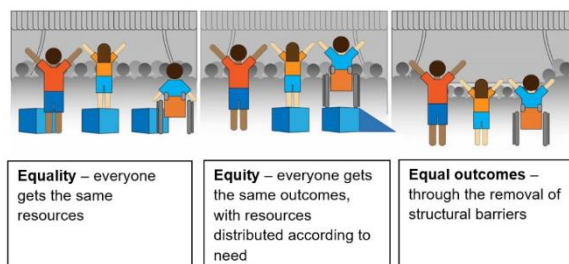 Equality – everyone
gets the same
resources
Equity – everyone gets
the same outcomes,
with resources
distributed according to
need
Equal outcomes –
through the removal of
structural barriers